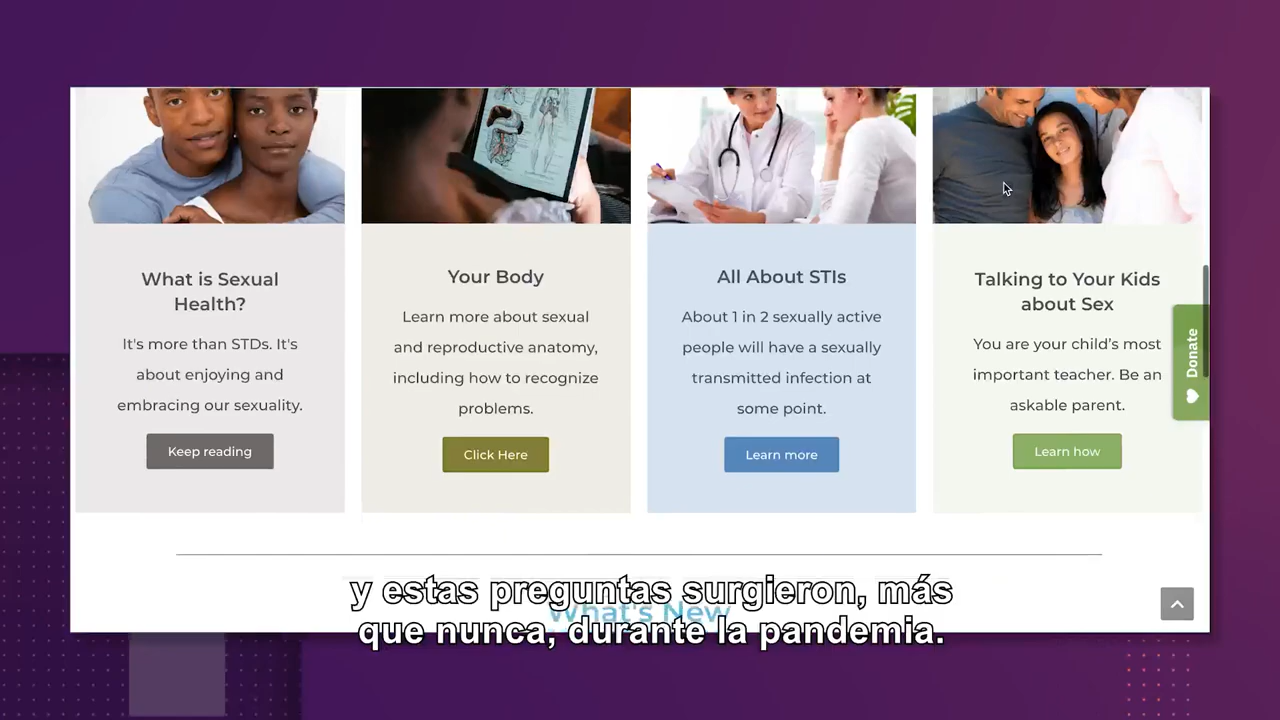 What is Sexual
Health?
It's more than STDs. It's
about enjoying and
embracing our sexuality.
Keep reading
Your Body
Learn more about sexual
and reproductive anatomy,
including how to recognize
problems.
Click Here
All About STIs
About 1 in 2 sexually active
people will have a sexually
transmitted infection at
some point.
Learn more
Talking to Your Kids
about Sex
You are your child's most
important teacher. Be an
askable parent.
Learn how
Donate
What's New
y estas preguntas surgieron, más
que nunca, durante la pandemia.